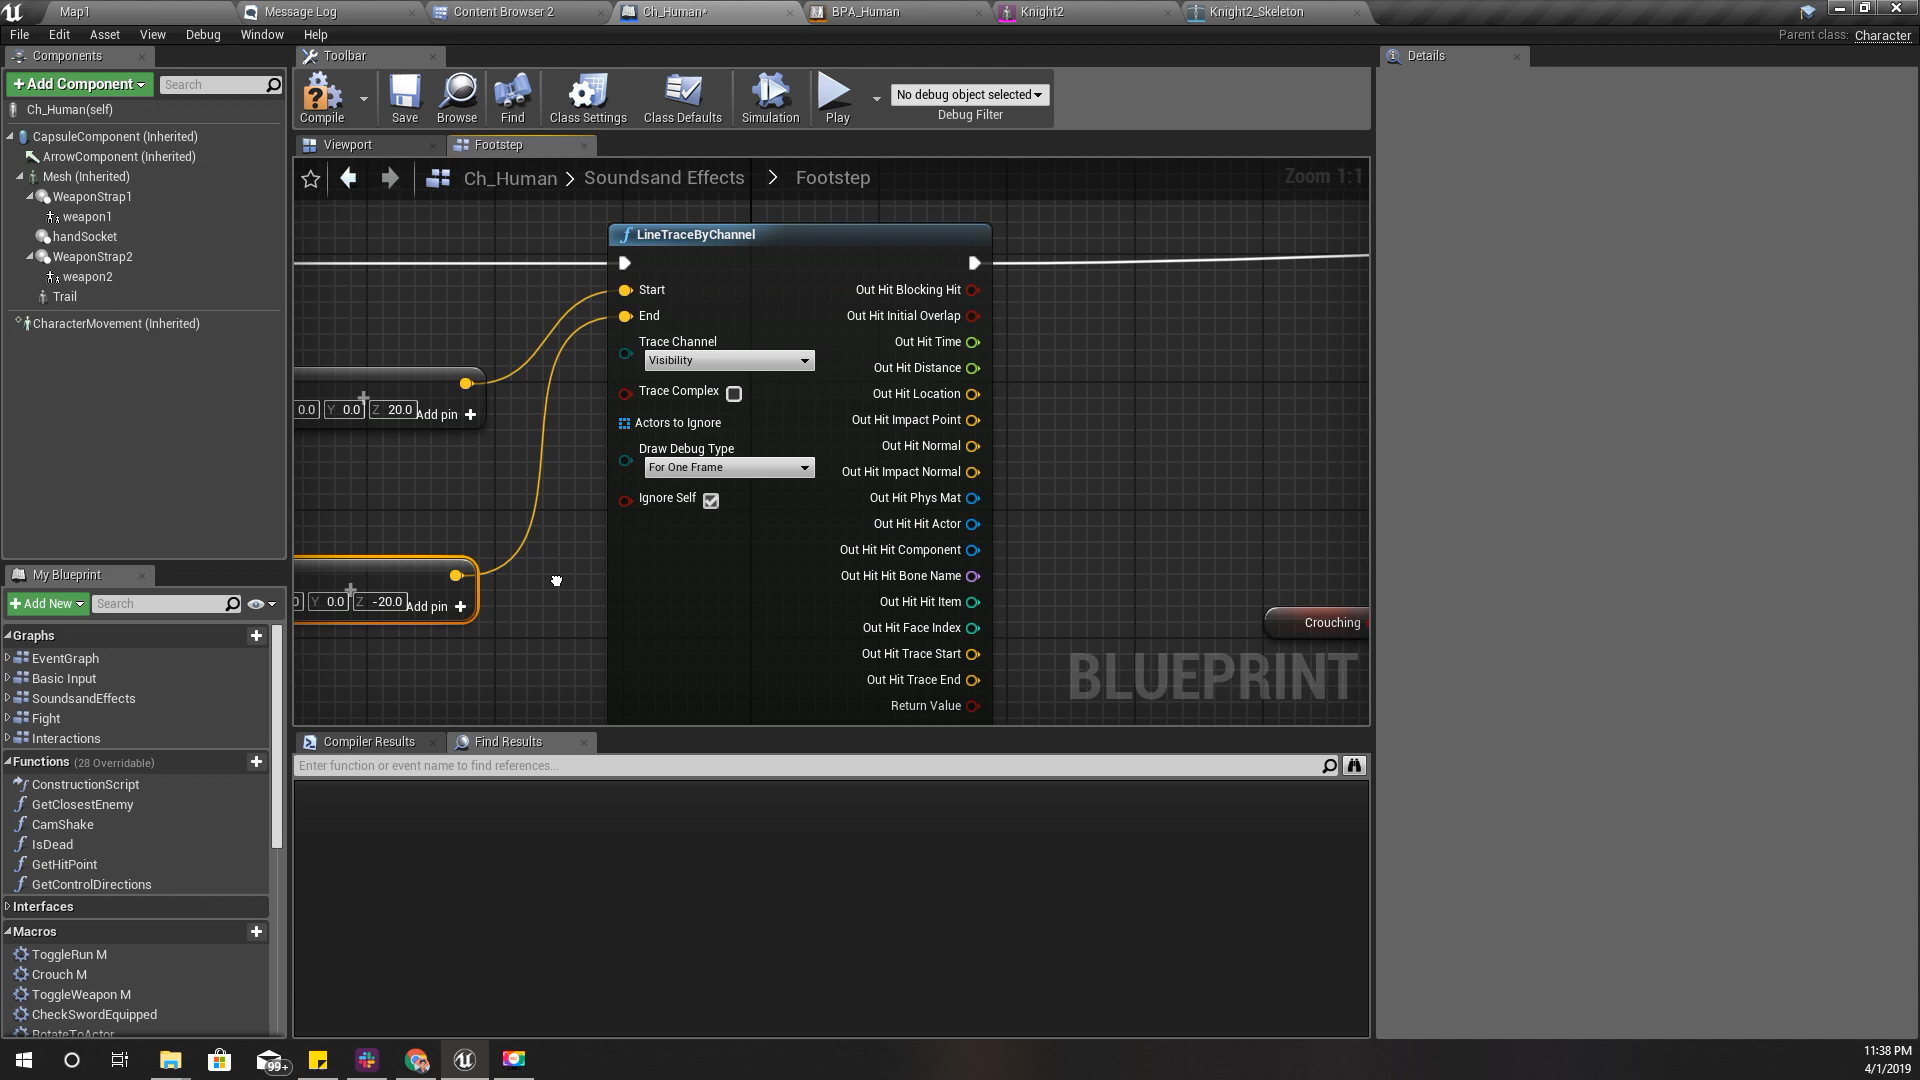 Map1
Message Log
Content Browser 2
Ch_Human*
BPA_Human
Knight2
Knight2_Skeleton
File Edit Asset View Debug Window Help
Parent class: Character
Components
+ Add Component
Search
Ch_Human(self)
CapsuleComponent (Inherited)
ArrowComponent (Inherited)
Mesh (Inherited)
WeaponStrap1
weapon1
handSocket
WeaponStrap2
weapon2
Trail
CharacterMovement (Inherited)
Toolbar
Compile
Save
Browse
Find
Class Settings
Class Defaults
Simulation
Play
No debug object selected
Debug Filter
Details
Viewport
Footstep
Ch_Human > Soundsand Effects > Footstep
Zoom 1:1
LineTraceByChannel
Start
End
Trace Channel
Visibility
Trace Complex
Actors to Ignore
Draw Debug Type
For One Frame
Ignore Self
Out Hit Blocking Hit
Out Hit Initial Overlap
Out Hit Time
Out Hit Distance
Out Hit Location
Out Hit Impact Point
Out Hit Normal
Out Hit Impact Normal
Out Hit Phys Mat
Out Hit Hit Actor
Out Hit Hit Component
Out Hit Hit Bone Name
Out Hit Hit Item
Out Hit Face Index
Out Hit Trace Start
Out Hit Trace End
Return Value
0.0 Y 0.0 Z 20.0 Add pin +
0 Y 0.0 Z -20.0 Add pin +
Crouching
BLUEPRINT
My Blueprint
+ Add New
Search
Graphs
EventGraph
Basic Input
SoundsandEffects
Fight
Interactions
Functions (28 Overridable)
ConstructionScript
GetClosestEnemy
CamShake
IsDead
GetHitPoint
GetControlDirections
Interfaces
Macros
ToggleRun M
Crouch M
ToggleWeapon M
CheckSwordEquipped
RotateToActor
Compiler Results
Find Results
Enter function or event name to find references...
99+
11:38 PM
4/1/2019